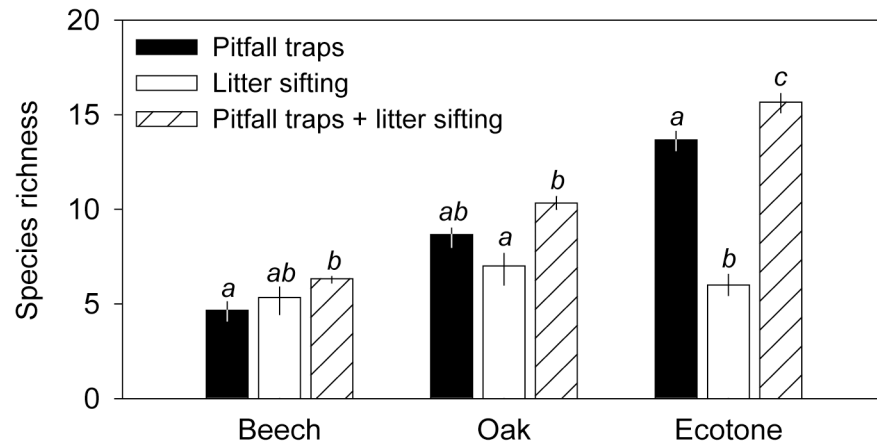 20
15
10
5
0
Species richness
Pitfall traps
Litter sifting
Pitfall traps + litter sifting
a
ab
b
ab
a
b
a
b
c
Beech
Oak
Ecotone